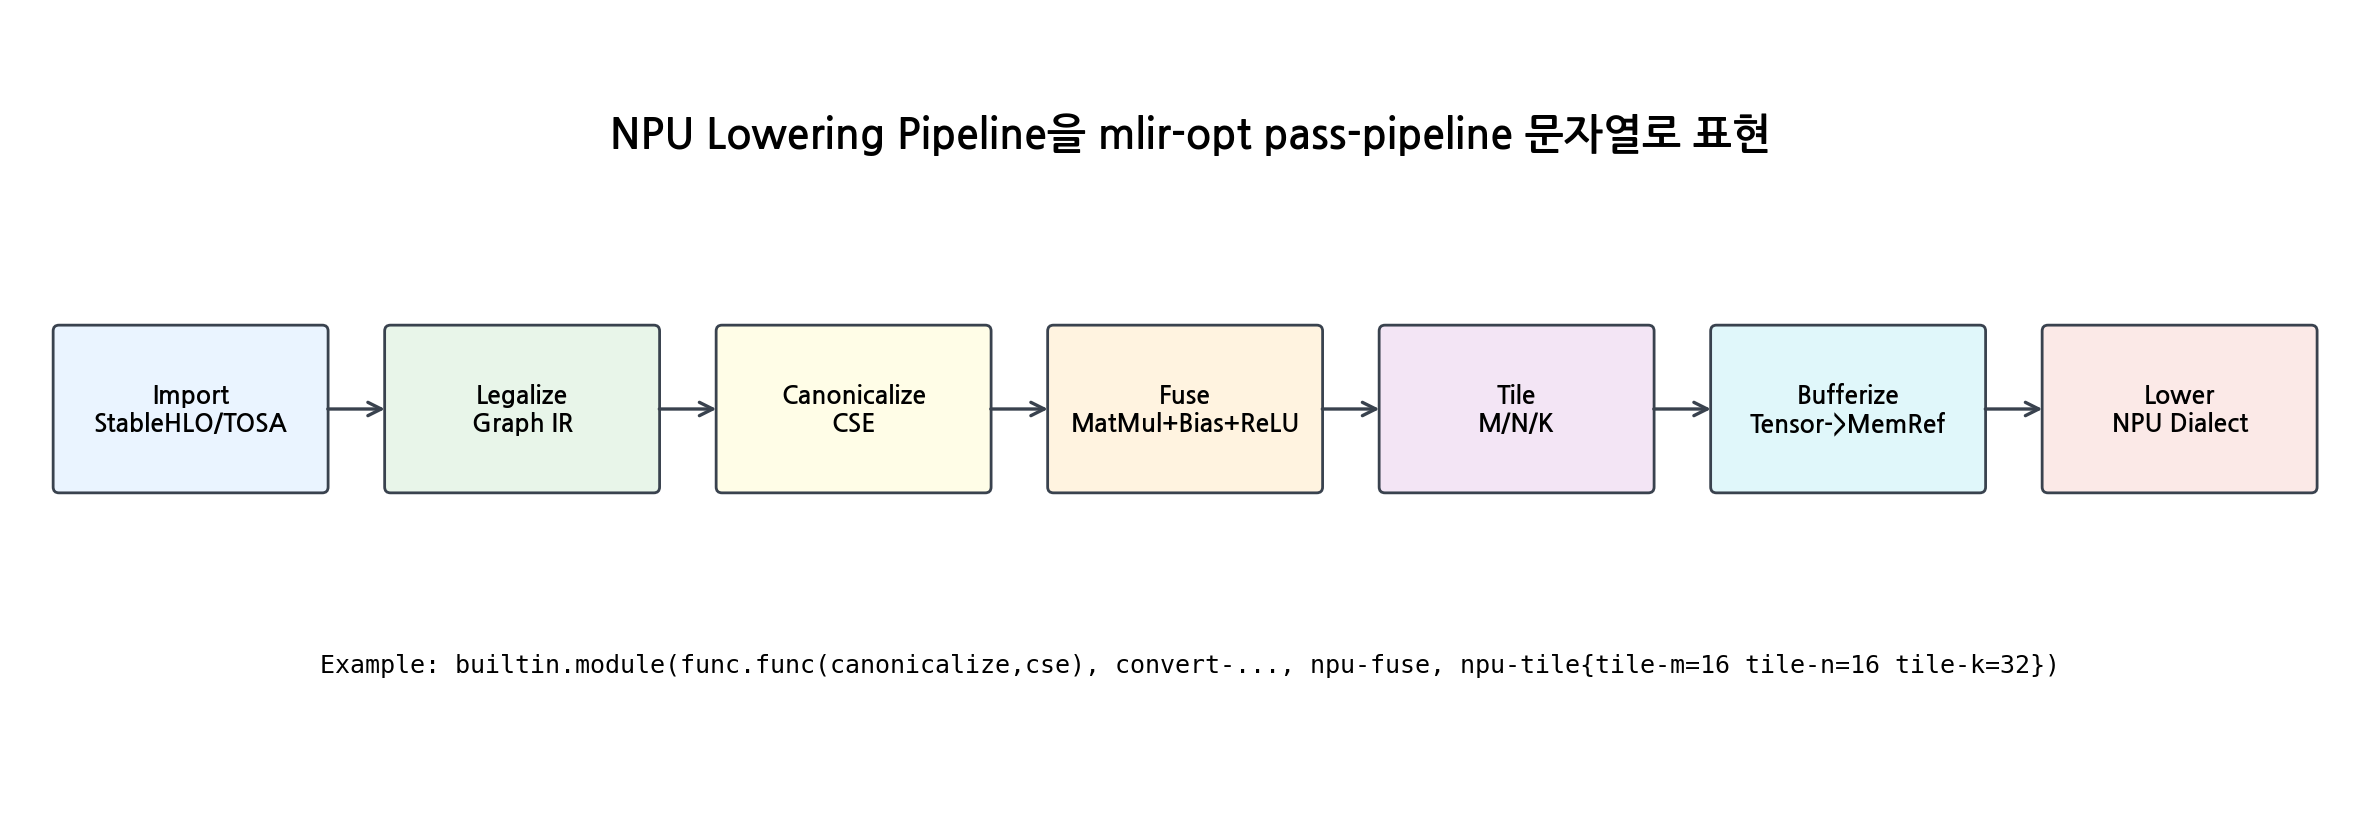 NPU Lowering Pipeline을 mlir-opt pass-pipeline 문자열로 표현
Import
StableHLO/TOSA
Legalize
Graph IR
Canonicalize
CSE
Fuse
MatMul+Bias+ReLU
Tile
M/N/K
Bufferize
Tensor->MemRef
Lower
NPU Dialect
Example: builtin.module(func.func(canonicalize,cse), convert-..., npu-fuse, npu-tile{tile-m=16 tile-n=16 tile-k=32})